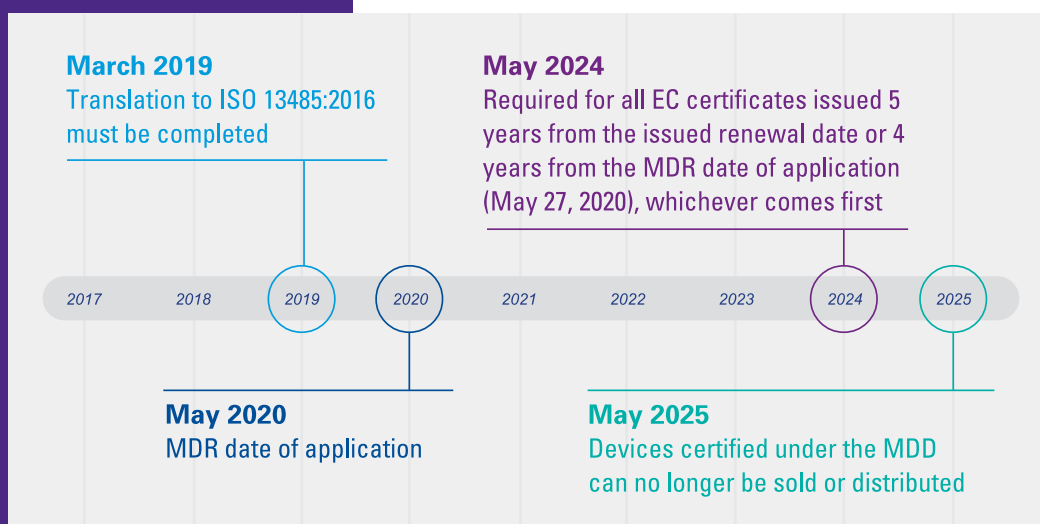 March 2019
Translation to ISO 13485:2016
must be completed
May 2024
Required for all EC certificates issued 5
years from the issued renewal date or 4
years from the MDR date of application
(May 27, 2020), whichever comes first
2017 2018 2019 2020 2021 2022 2023 2024 2025
May 2020
MDR date of application
May 2025
Devices certified under the MDD
can no longer be sold or distributed